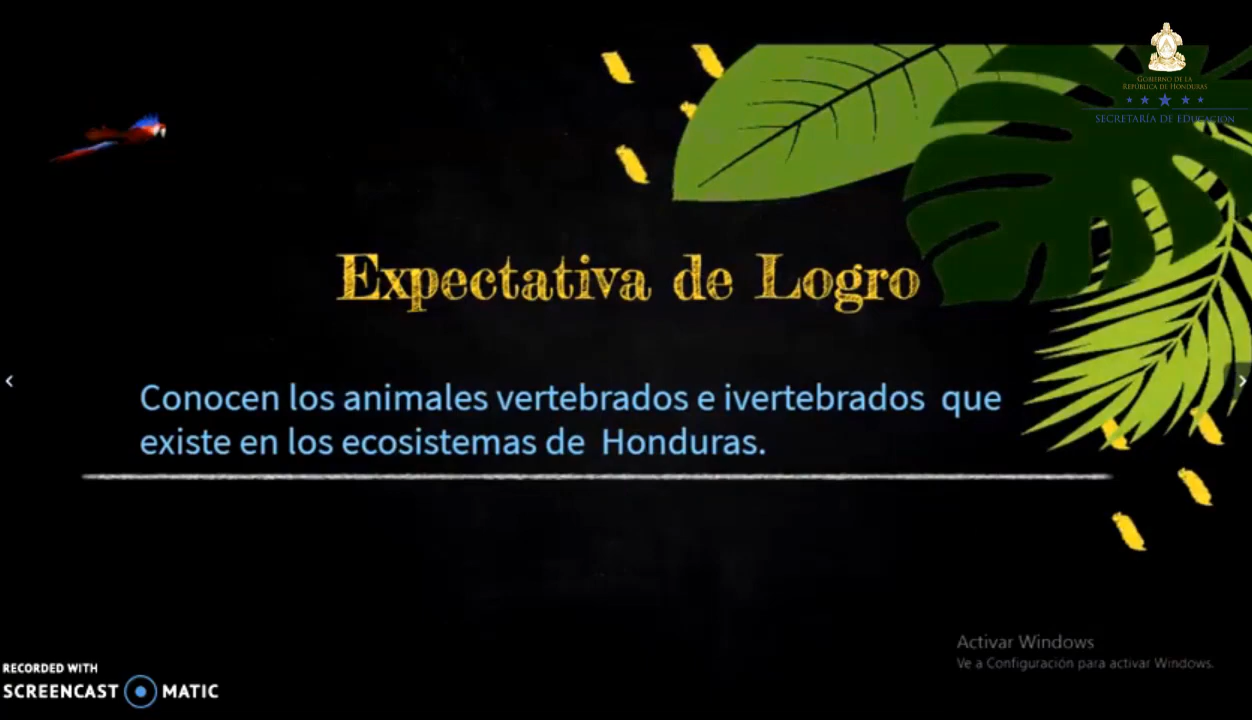 GOBIERNO DE LA
REPÚBLICA DE HONDURAS
SECRETARÍA DE EDUCACIÓN
Expectativa de Logro
Conocen los animales vertebrados e ivertebrados que
existe en los ecosistemas de Honduras.
Activar Windows
Ve a Configuración para activar Windows.
RECORDED WITH
SCREENCAST MATIC